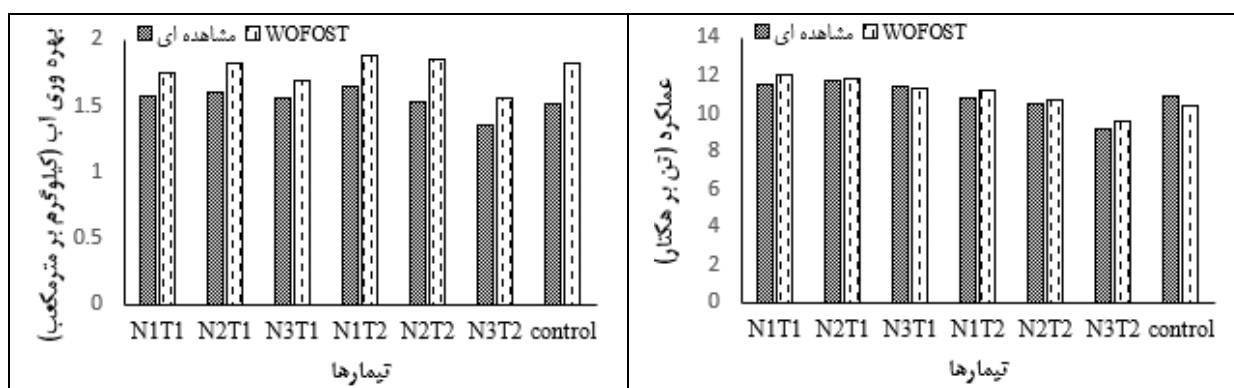 مشاهده ای WOFOST
بهره وری آب (کیلوگرم بر مترمکعب)
2
1.5
1
0.5
0
N1T1 N2T1 N3T1 N1T2 N2T2 N3T2 control
تیمارها
مشاهده ای WOFOST
عملکرد (تن بر هکتار)
14
12
10
8
6
4
2
0
N1T1 N2T1 N3T1 N1T2 N2T2 N3T2 control
تیمارها